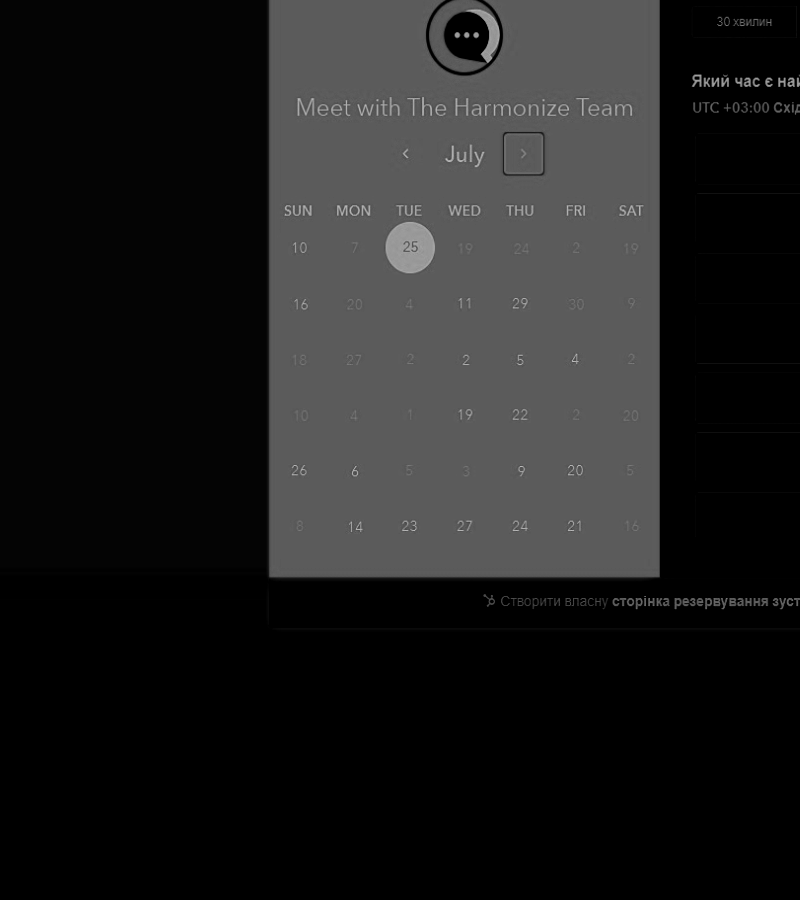 30 хвилин
Meet with The Harmonize Team
Який час є най
UTC +03:00 Схід
July
SUN MON TUE WED THU FRI SAT
10 7 25 19 24 2 19
16 20 4 11 29 30 9
18 27 2 2 5 4 2
10 4 1 19 22 2 20
26 6 5 3 9 20 5
8 14 23 27 24 21 16
Створити власну сторінка резервування зуст